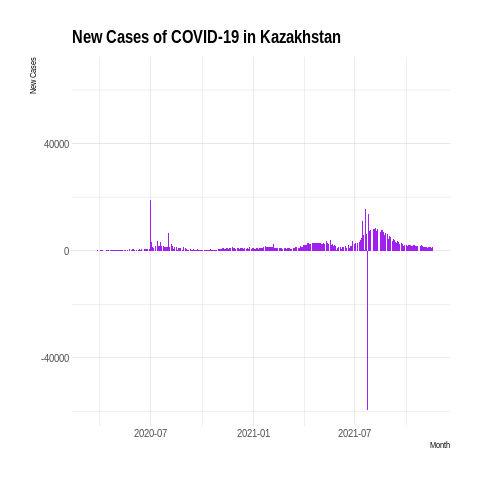 New Cases of COVID-19 in Kazakhstan
New Cases
40000
0
-40000
2020-07
2021-01
2021-07
Month